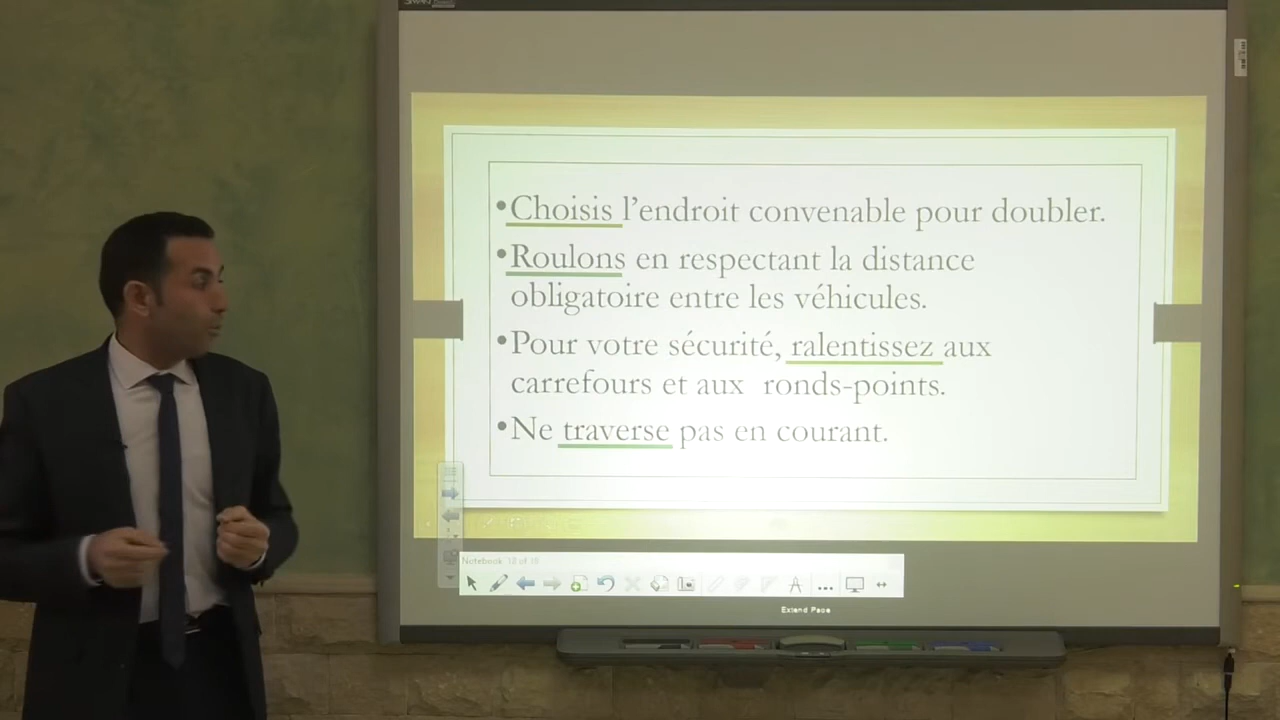 •Choisis l'endroit convenable pour doubler.
•Roulons en respectant la distance
obligatoire entre les véhicules.
•Pour votre sécurité, ralentissez aux
carrefours et aux ronds-points.
•Ne traverse pas en courant.
Notebook 10 of 16
Extend Page